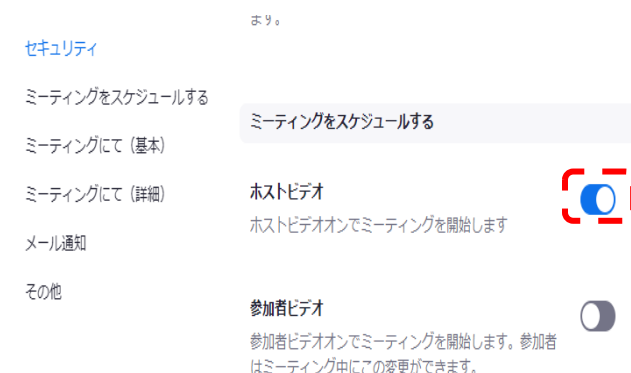 ます。
セキュリティ
ミーティングをスケジュールする
ミーティングにて（基本）
ミーティングにて（詳細）
メール通知
その他
ミーティングをスケジュールする
ホストビデオ
ホストビデオオンでミーティングを開始します
参加者ビデオ
参加者ビデオオンでミーティングを開始します。参加者
はミーティング中にこの変更ができます。